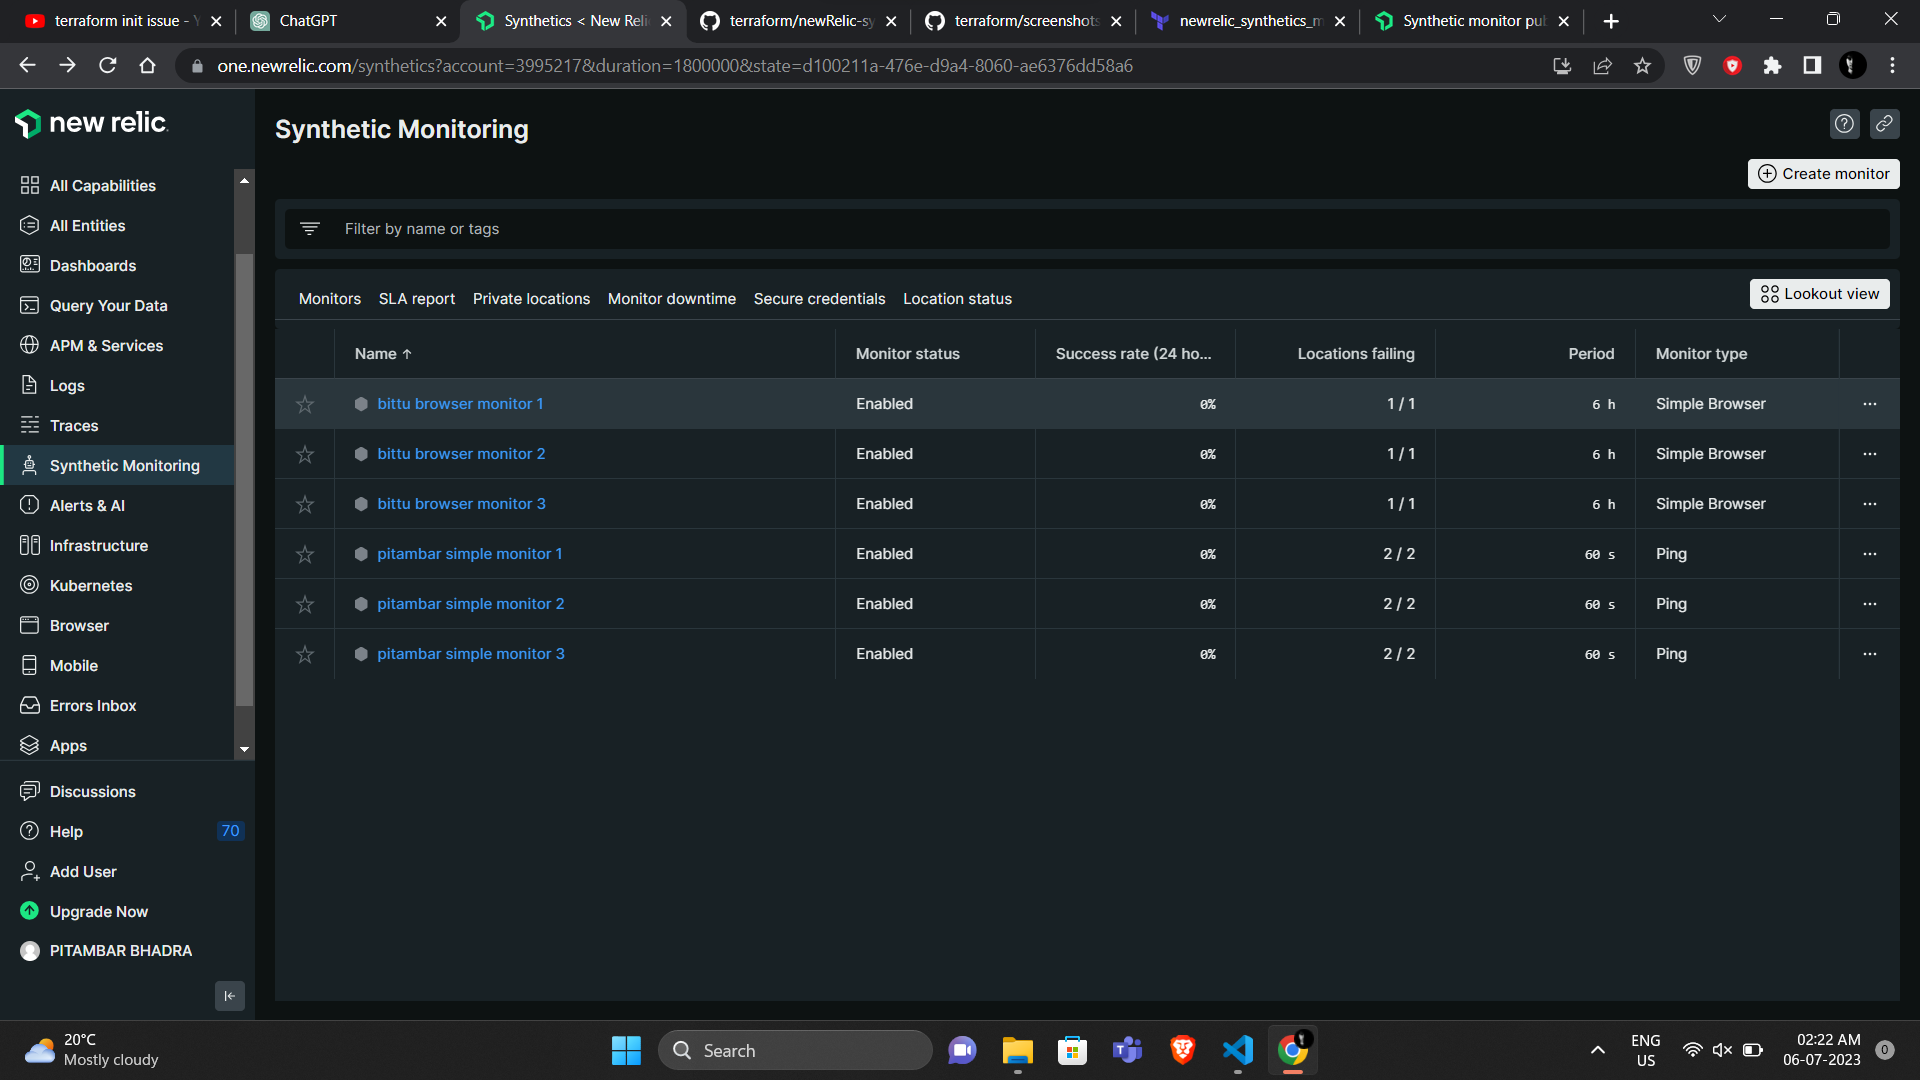 terraform init issue - Y
ChatGPT
Synthetics < New Reli
terraform/newRelic-sy
terraform/screenshots
newrelic_synthetics_m
Synthetic monitor pub
one.newrelic.com/synthetics?account=3995217&duration=1800000&state=d100211a-476e-d9a4-8060-ae6376dd58a6
new relic.
Synthetic Monitoring
Create monitor
Filter by name or tags
All Capabilities
All Entities
Dashboards
Query Your Data
APM & Services
Logs
Traces
Synthetic Monitoring
Alerts & AI
Infrastructure
Kubernetes
Browser
Mobile
Errors Inbox
Apps
Discussions
Help 70
Add User
Upgrade Now
PITAMBAR BHADRA
Monitors SLA report Private locations Monitor downtime Secure credentials Location status Lookout view
Name ↑ Monitor status Success rate (24 ho... Locations failing Period Monitor type
bittu browser monitor 1 Enabled 0% 1 / 1 6 h Simple Browser ...
bittu browser monitor 2 Enabled 0% 1 / 1 6 h Simple Browser ...
bittu browser monitor 3 Enabled 0% 1 / 1 6 h Simple Browser ...
pitambar simple monitor 1 Enabled 0% 2 / 2 60 s Ping ...
pitambar simple monitor 2 Enabled 0% 2 / 2 60 s Ping ...
pitambar simple monitor 3 Enabled 0% 2 / 2 60 s Ping ...
20°C
Mostly cloudy
Search
ENG
US
02:22 AM
06-07-2023
0